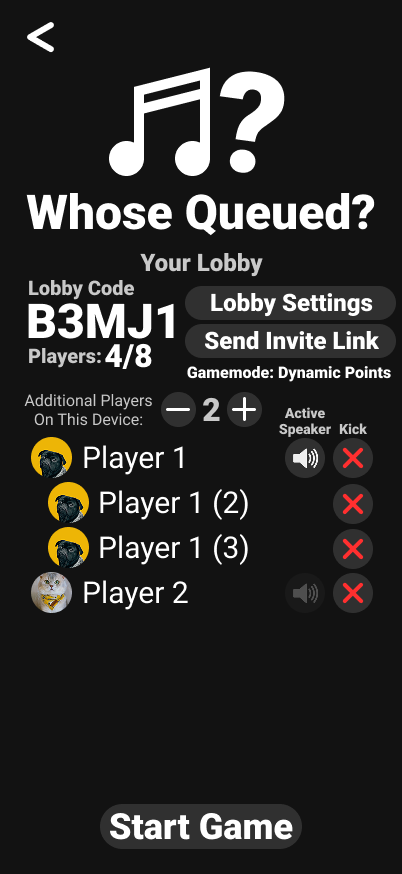 ?
Whose Queued?
Your Lobby
Lobby Code
B3MJ1
Players: 4/8
Lobby Settings
Send Invite Link
Gamemode: Dynamic Points
Additional Players
On This Device:
2
Active
Speaker
Kick
Player 1
Player 1 (2)
Player 1 (3)
Player 2
Start Game